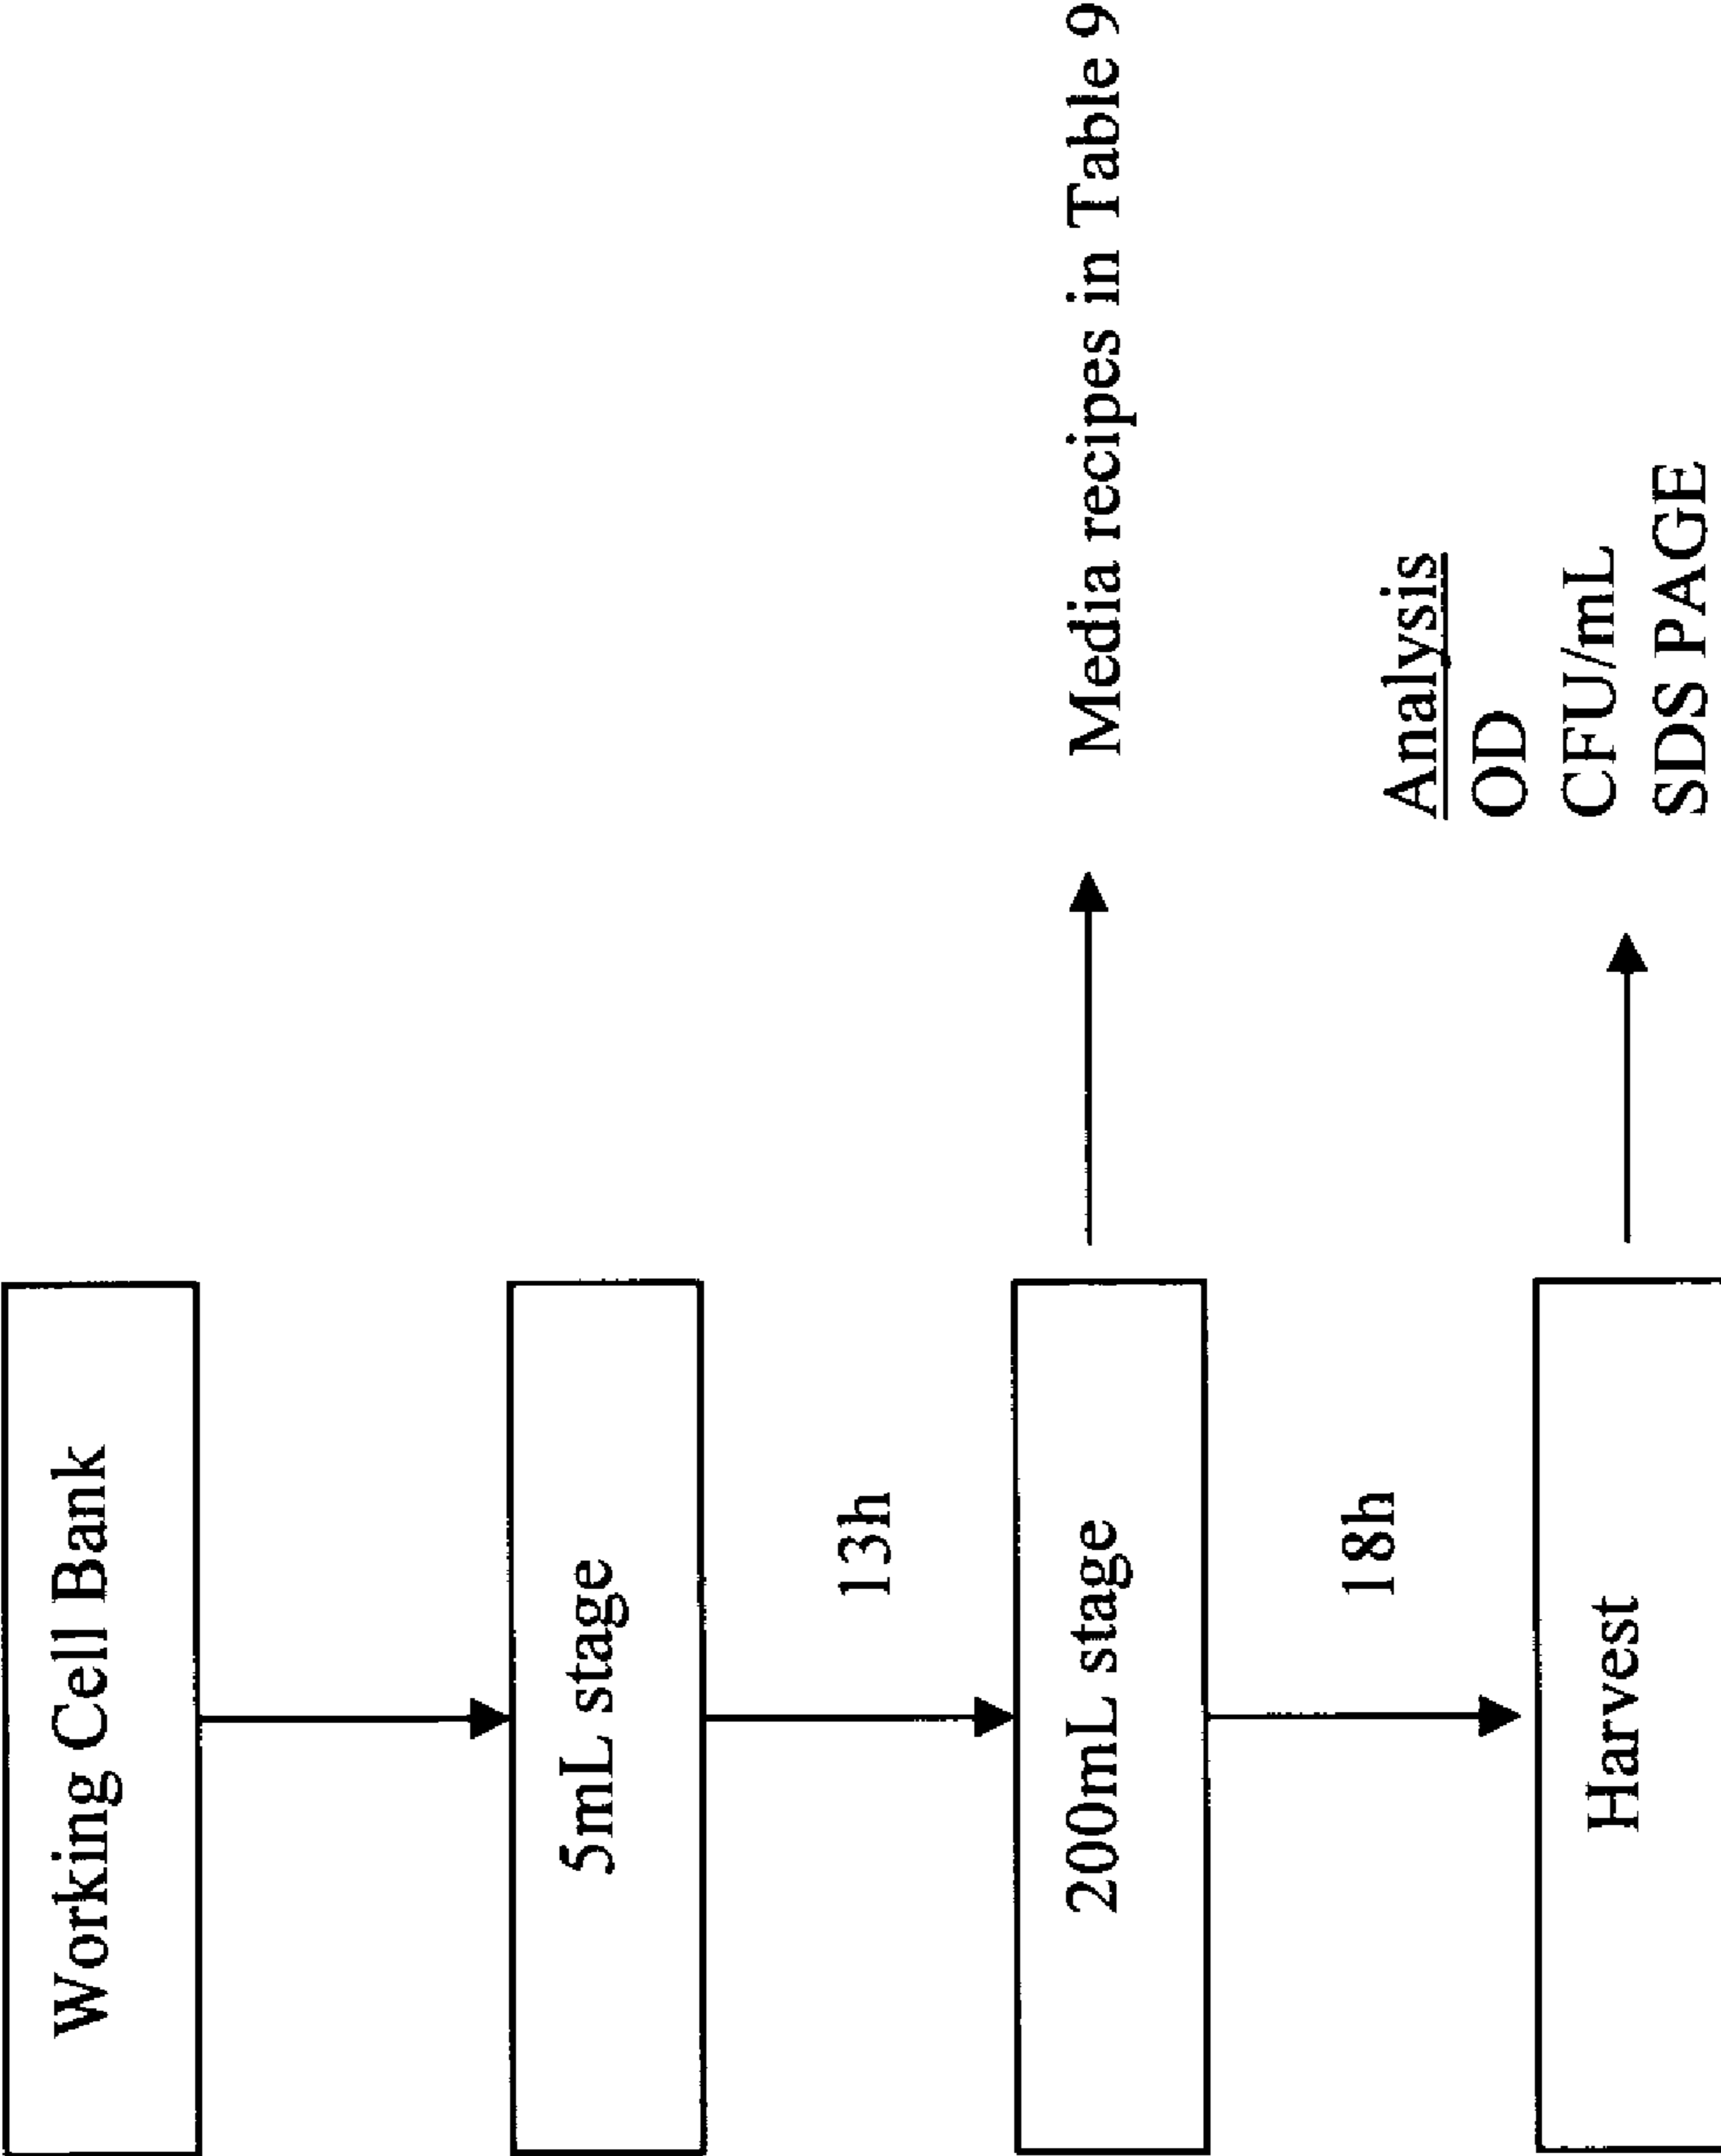 Working Cell Bank
5mL stage
13h
200mL stage
Media recipes in Table 9
18h
Harvest
Analysis
OD
CFU/mL
SDS PAGE